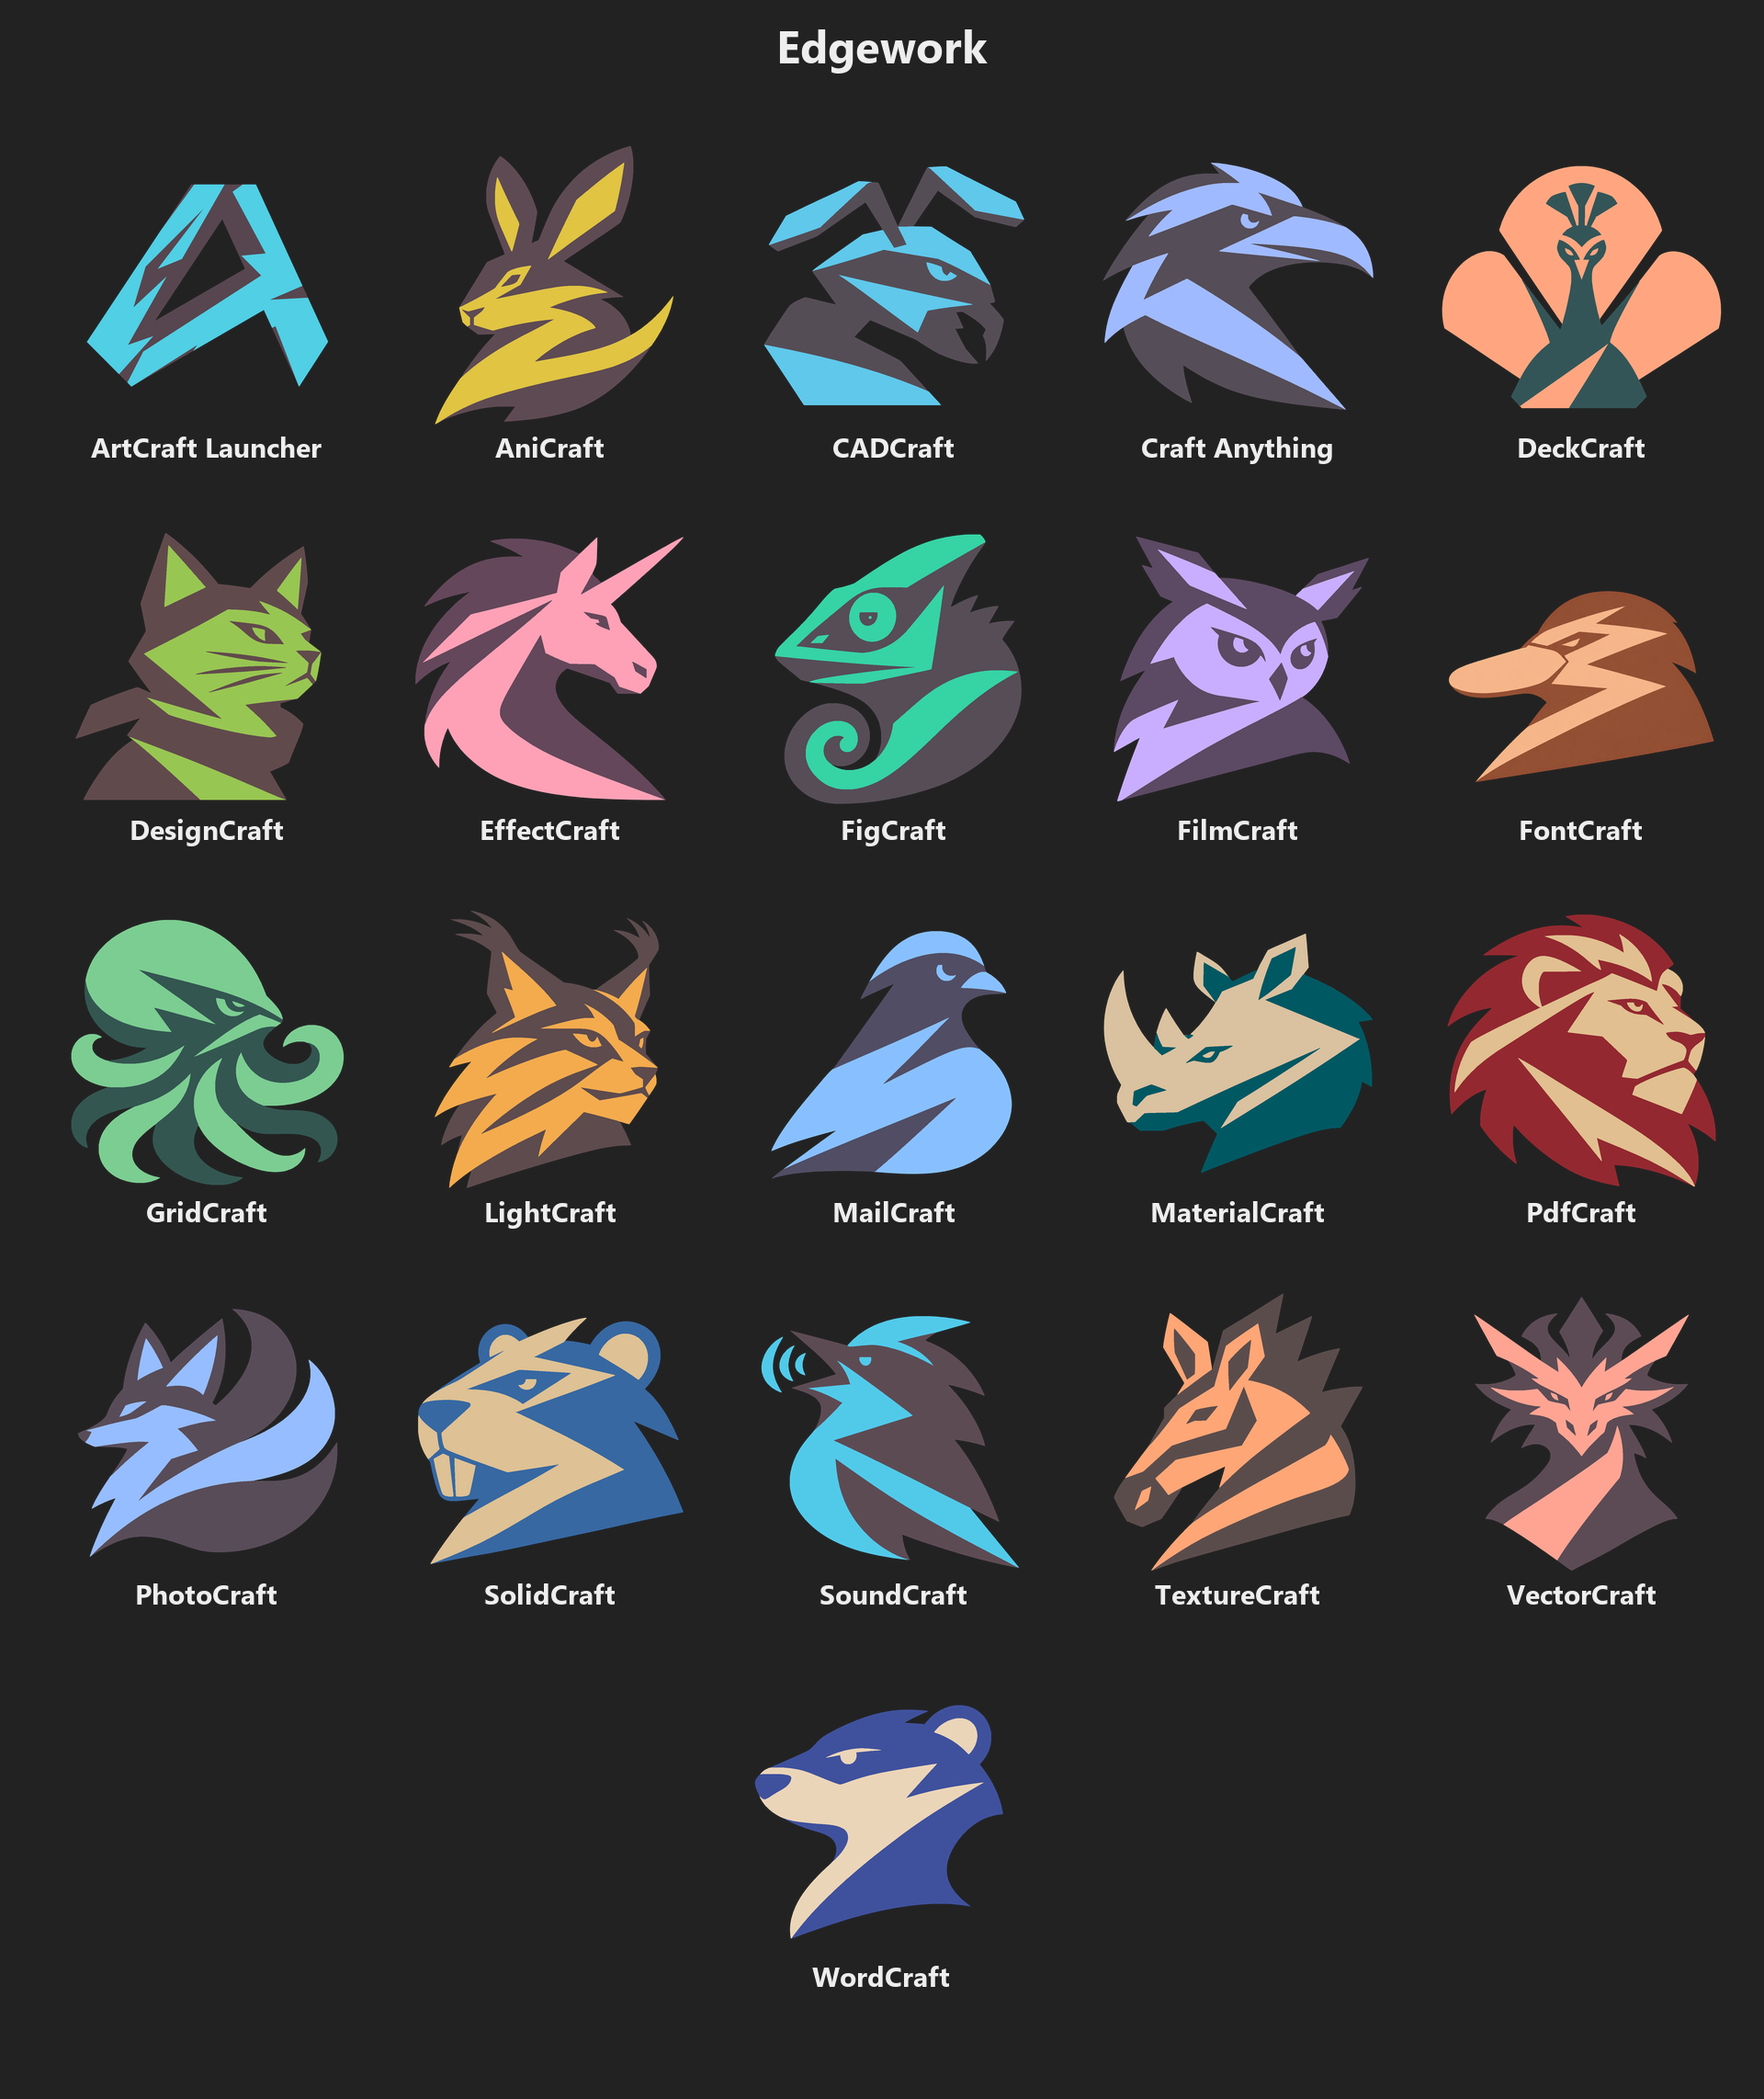 Edgework
ArtCraft Launcher
AniCraft
CADCraft
Craft Anything
DeckCraft
DesignCraft
EffectCraft
FigCraft
FilmCraft
FontCraft
GridCraft
LightCraft
MailCraft
MaterialCraft
PdfCraft
PhotoCraft
SolidCraft
SoundCraft
TextureCraft
VectorCraft
WordCraft